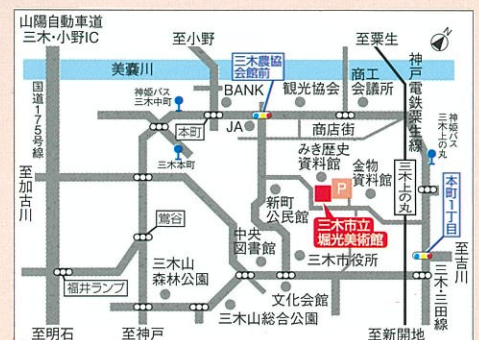 山陽自動車道
三木・小野IC
至小野
至粟生
三木農協
会館前
美嚢川
神戸電鉄粟生線
国道175号線
神姫バス
三木中町
BANK
観光協会
商工
会議所
本町
JA
商店街
神姫バス
三木上の丸
三木本町
みき歴史
資料館
金物
資料館
三木上の丸
P
至加古川
新町
公民館
三木市立
堀光美術館
本町1丁目
鶯谷
中央
図書館
三木市役所
至吉川
三木山
森林公園
福井ランプ
文化会館
三木・三田線
三木山総合公園
至明石
至神戸
至新開地